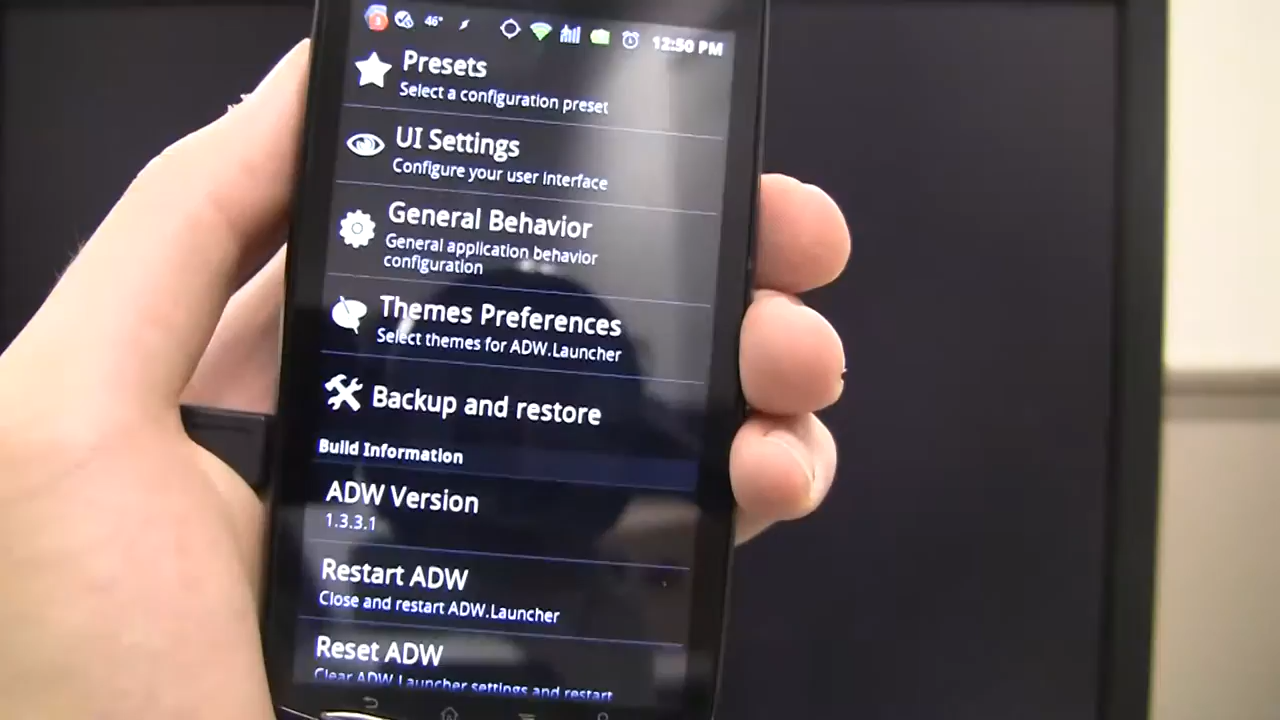 46° 12:50 PM
Presets
Select a configuration preset
UI Settings
Configure your user interface
General Behavior
General application behavior
configuration
Themes Preferences
Select themes for ADW.Launcher
Backup and restore
Build Information
ADW Version
1.3.3.1
Restart ADW
Close and restart ADW.Launcher
Reset ADW
Clear ADW.Launcher settings and restart